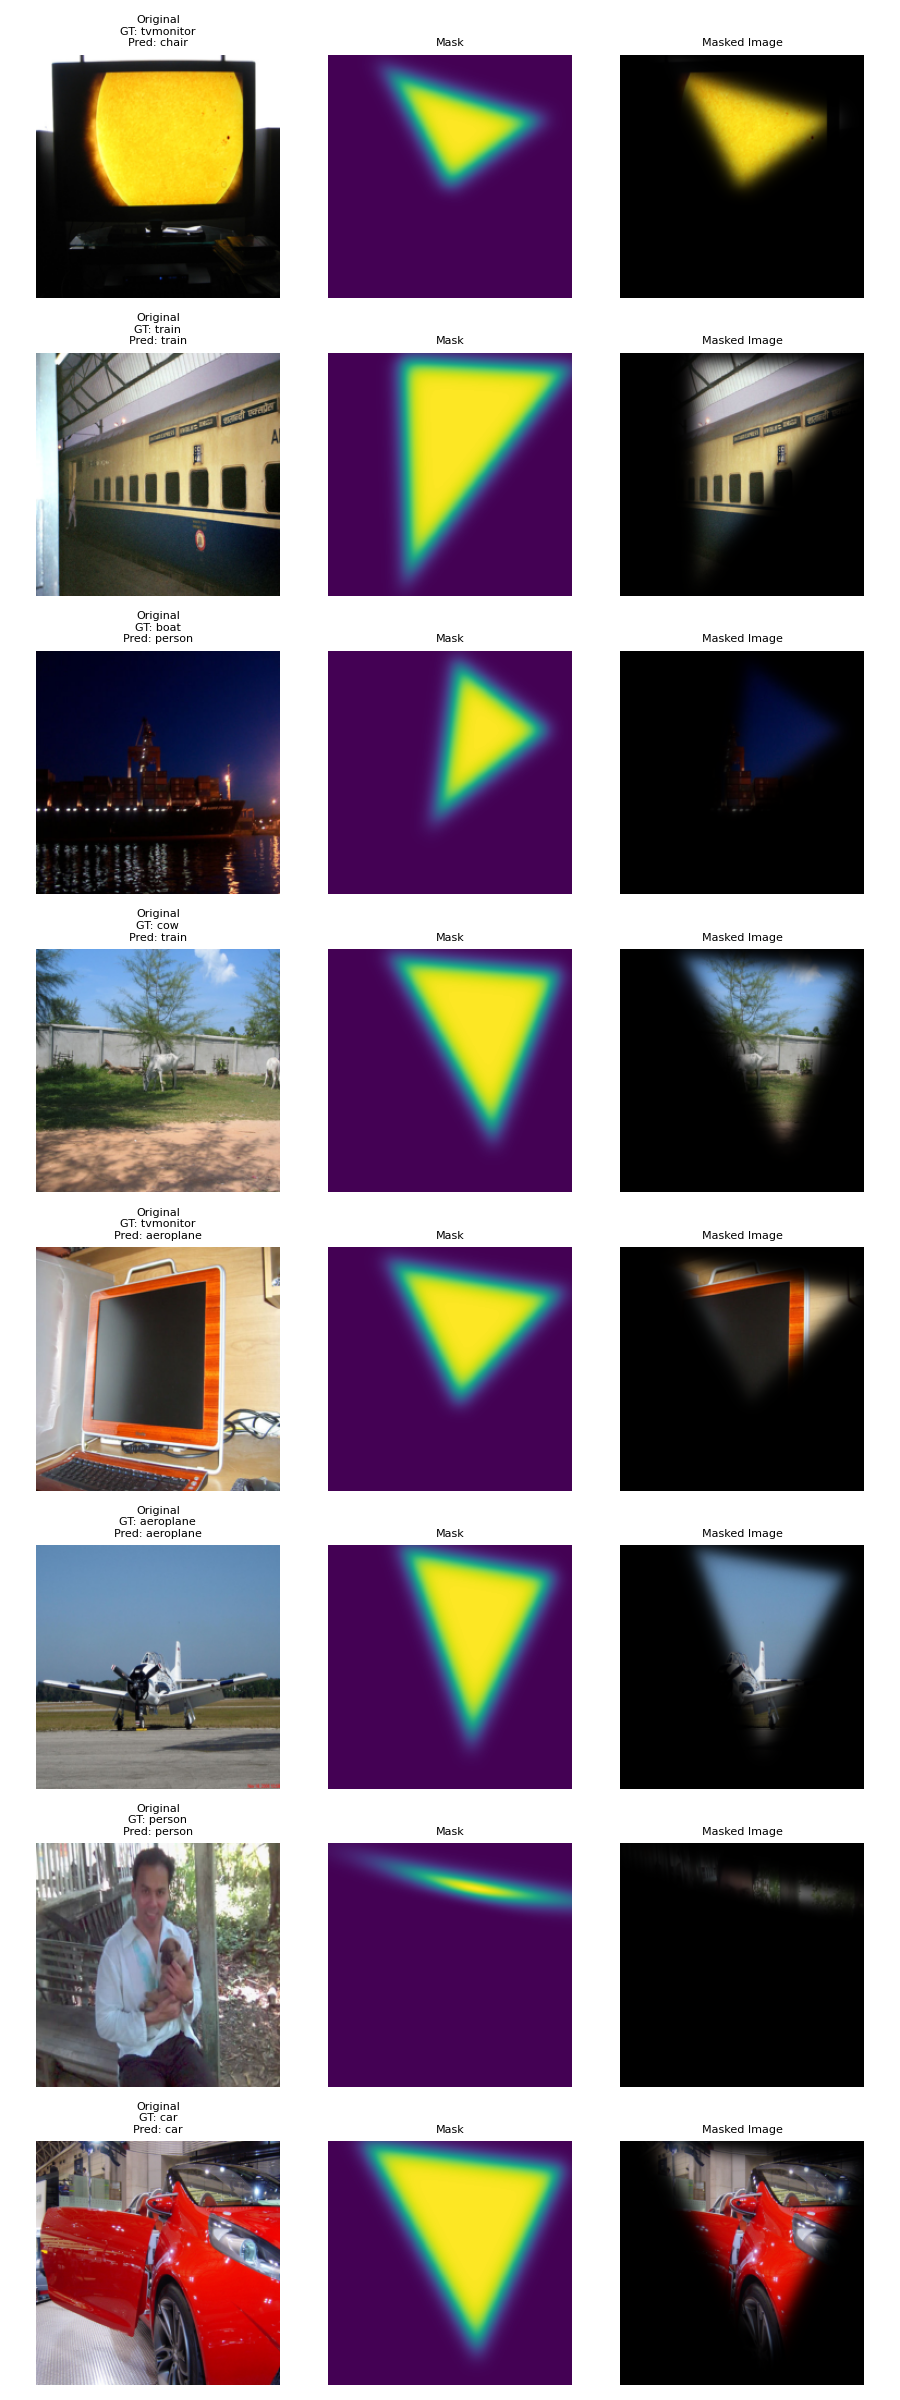 Original
GT: tvmonitor
Pred: chair
Mask
Masked Image
Original
GT: train
Pred: train
Mask
Masked Image
Original
GT: boat
Pred: person
Mask
Masked Image
Original
GT: cow
Pred: train
Mask
Masked Image
Original
GT: tvmonitor
Pred: aeroplane
Mask
Masked Image
Original
GT: aeroplane
Pred: aeroplane
Mask
Masked Image
Original
GT: person
Pred: person
Mask
Masked Image
Original
GT: car
Pred: car
Mask
Masked Image